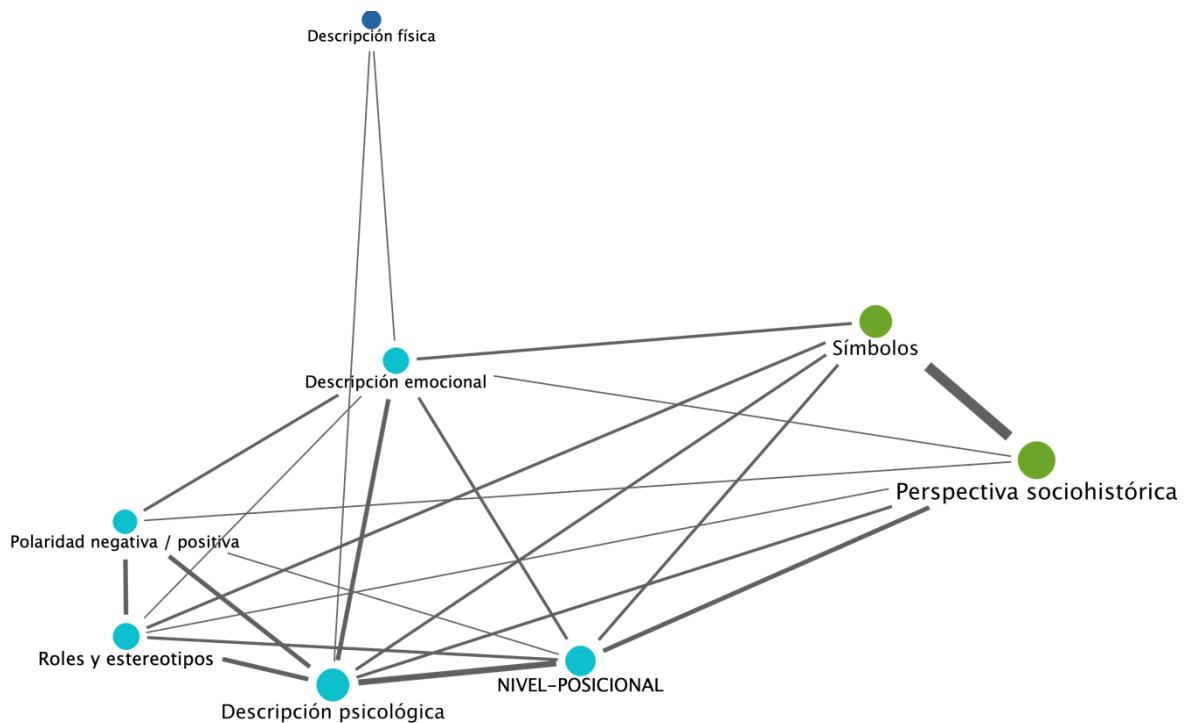 Descripción física
Símbolos
Descripción emocional
Perspectiva sociohistórica
Polaridad negativa / positiva
Roles y estereotipos
NIVEL-POSICIONAL
Descripción psicológica